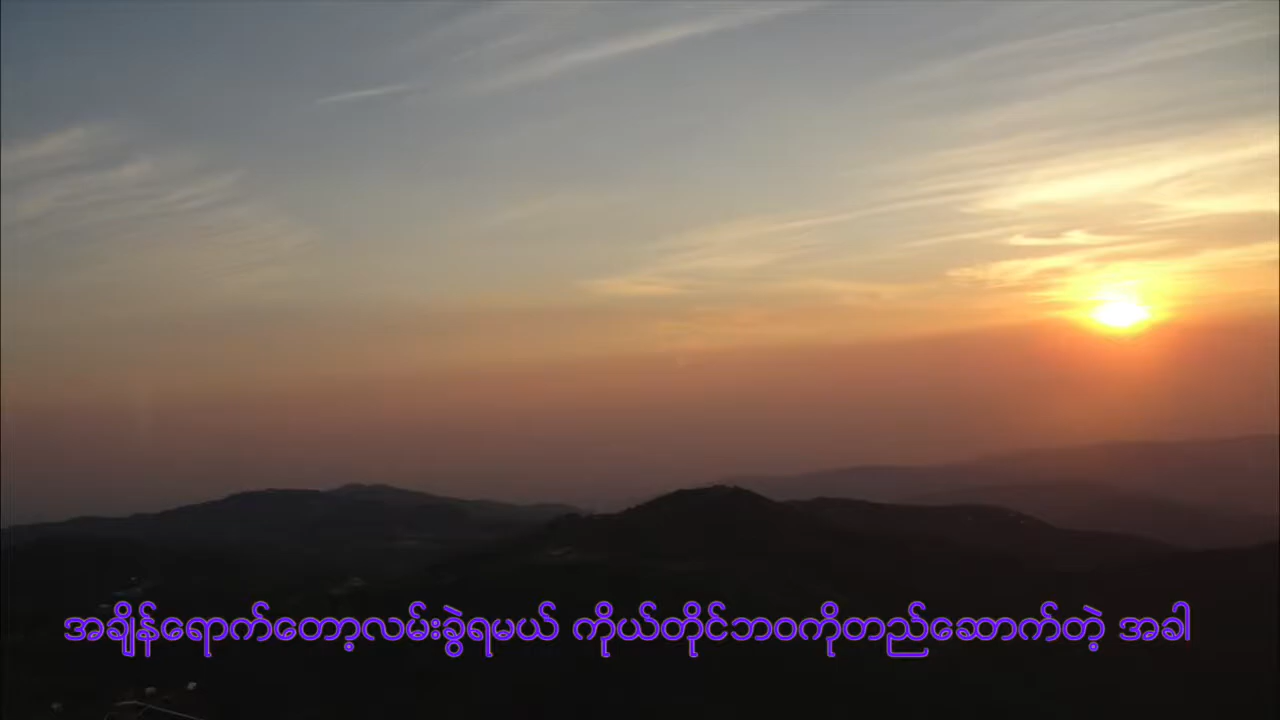 အချိန်ရောက်တော့လမ်းခွဲရမယ် ကိုယ်တိုင်ဘဝကိုတည်ဆောက်တဲ့ အခါ